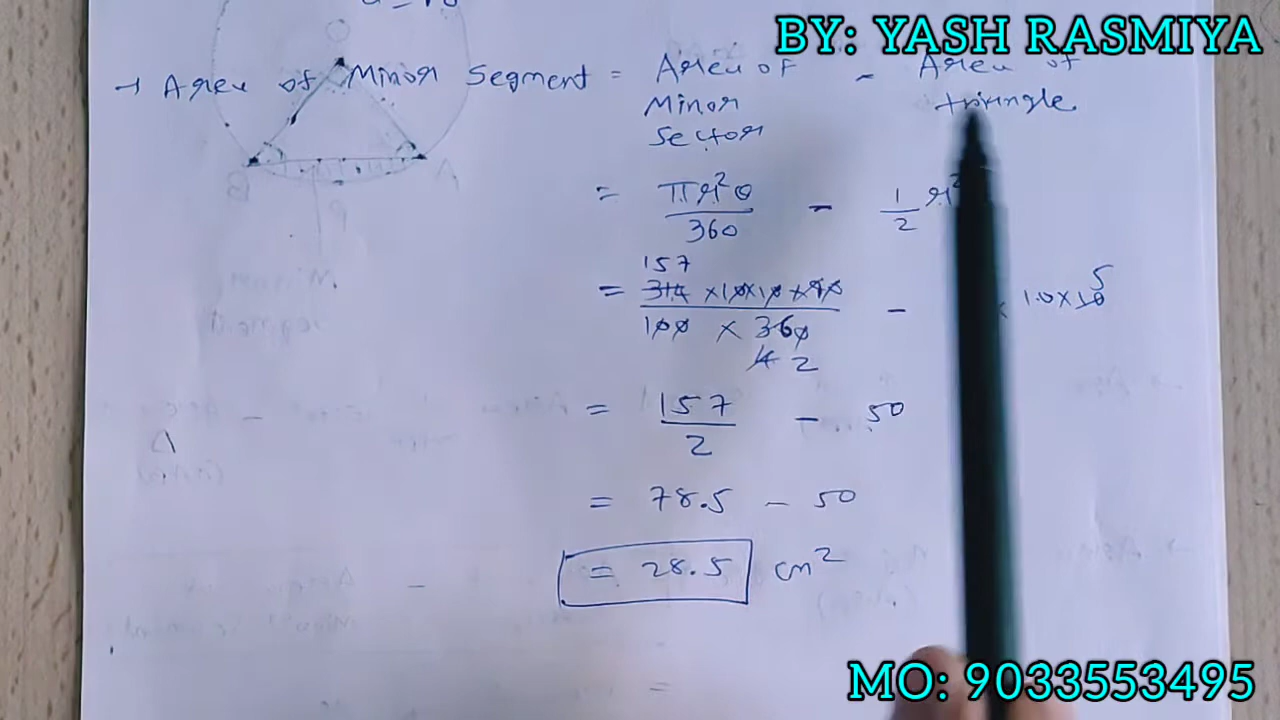 BY: YASH RASMIYA
→ Area of Minor Segment = Area of Minor Sector - Area of triangle
= πr²θ / 360 - 1/2 r²
= 157
314 ×10×10×90 / 100 × 360 - × 10×10 5
4 2
B A
P
= 157 / 2 - 50
= 78.5 - 50
= 28.5 cm²
MO: 9033553495